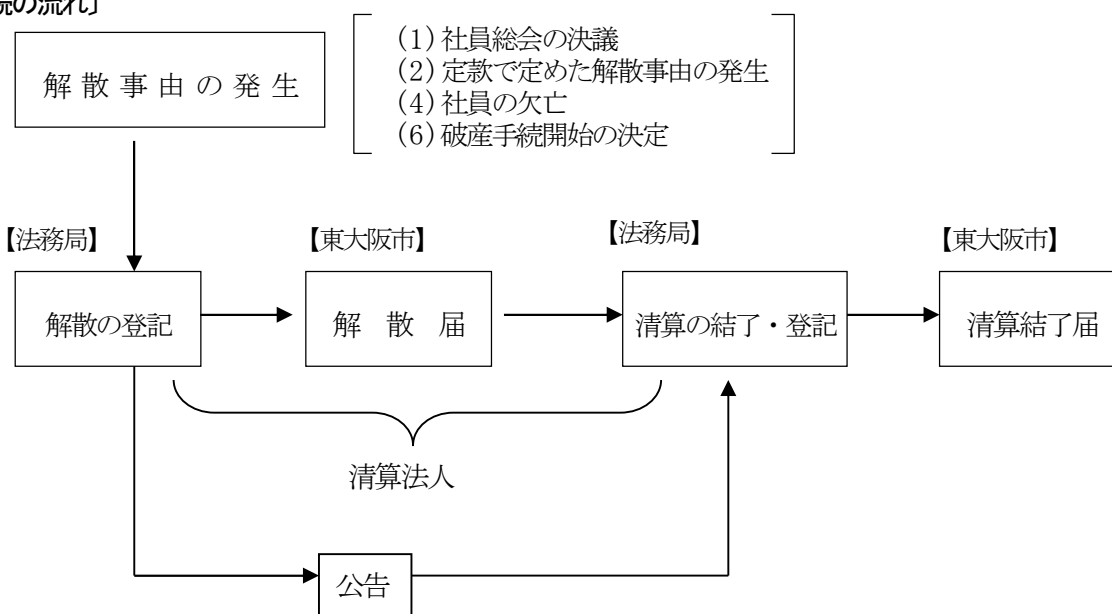 続の流れ〕
解散事由の発生
(1)社員総会の決議
(2)定款で定めた解散事由の発生
(4)社員の欠亡
(6)破産手続開始の決定
【法務局】
【東大阪市】
【法務局】
【東大阪市】
解散の登記
解散届
清算の結了・登記
清算結了届
清算法人
公告